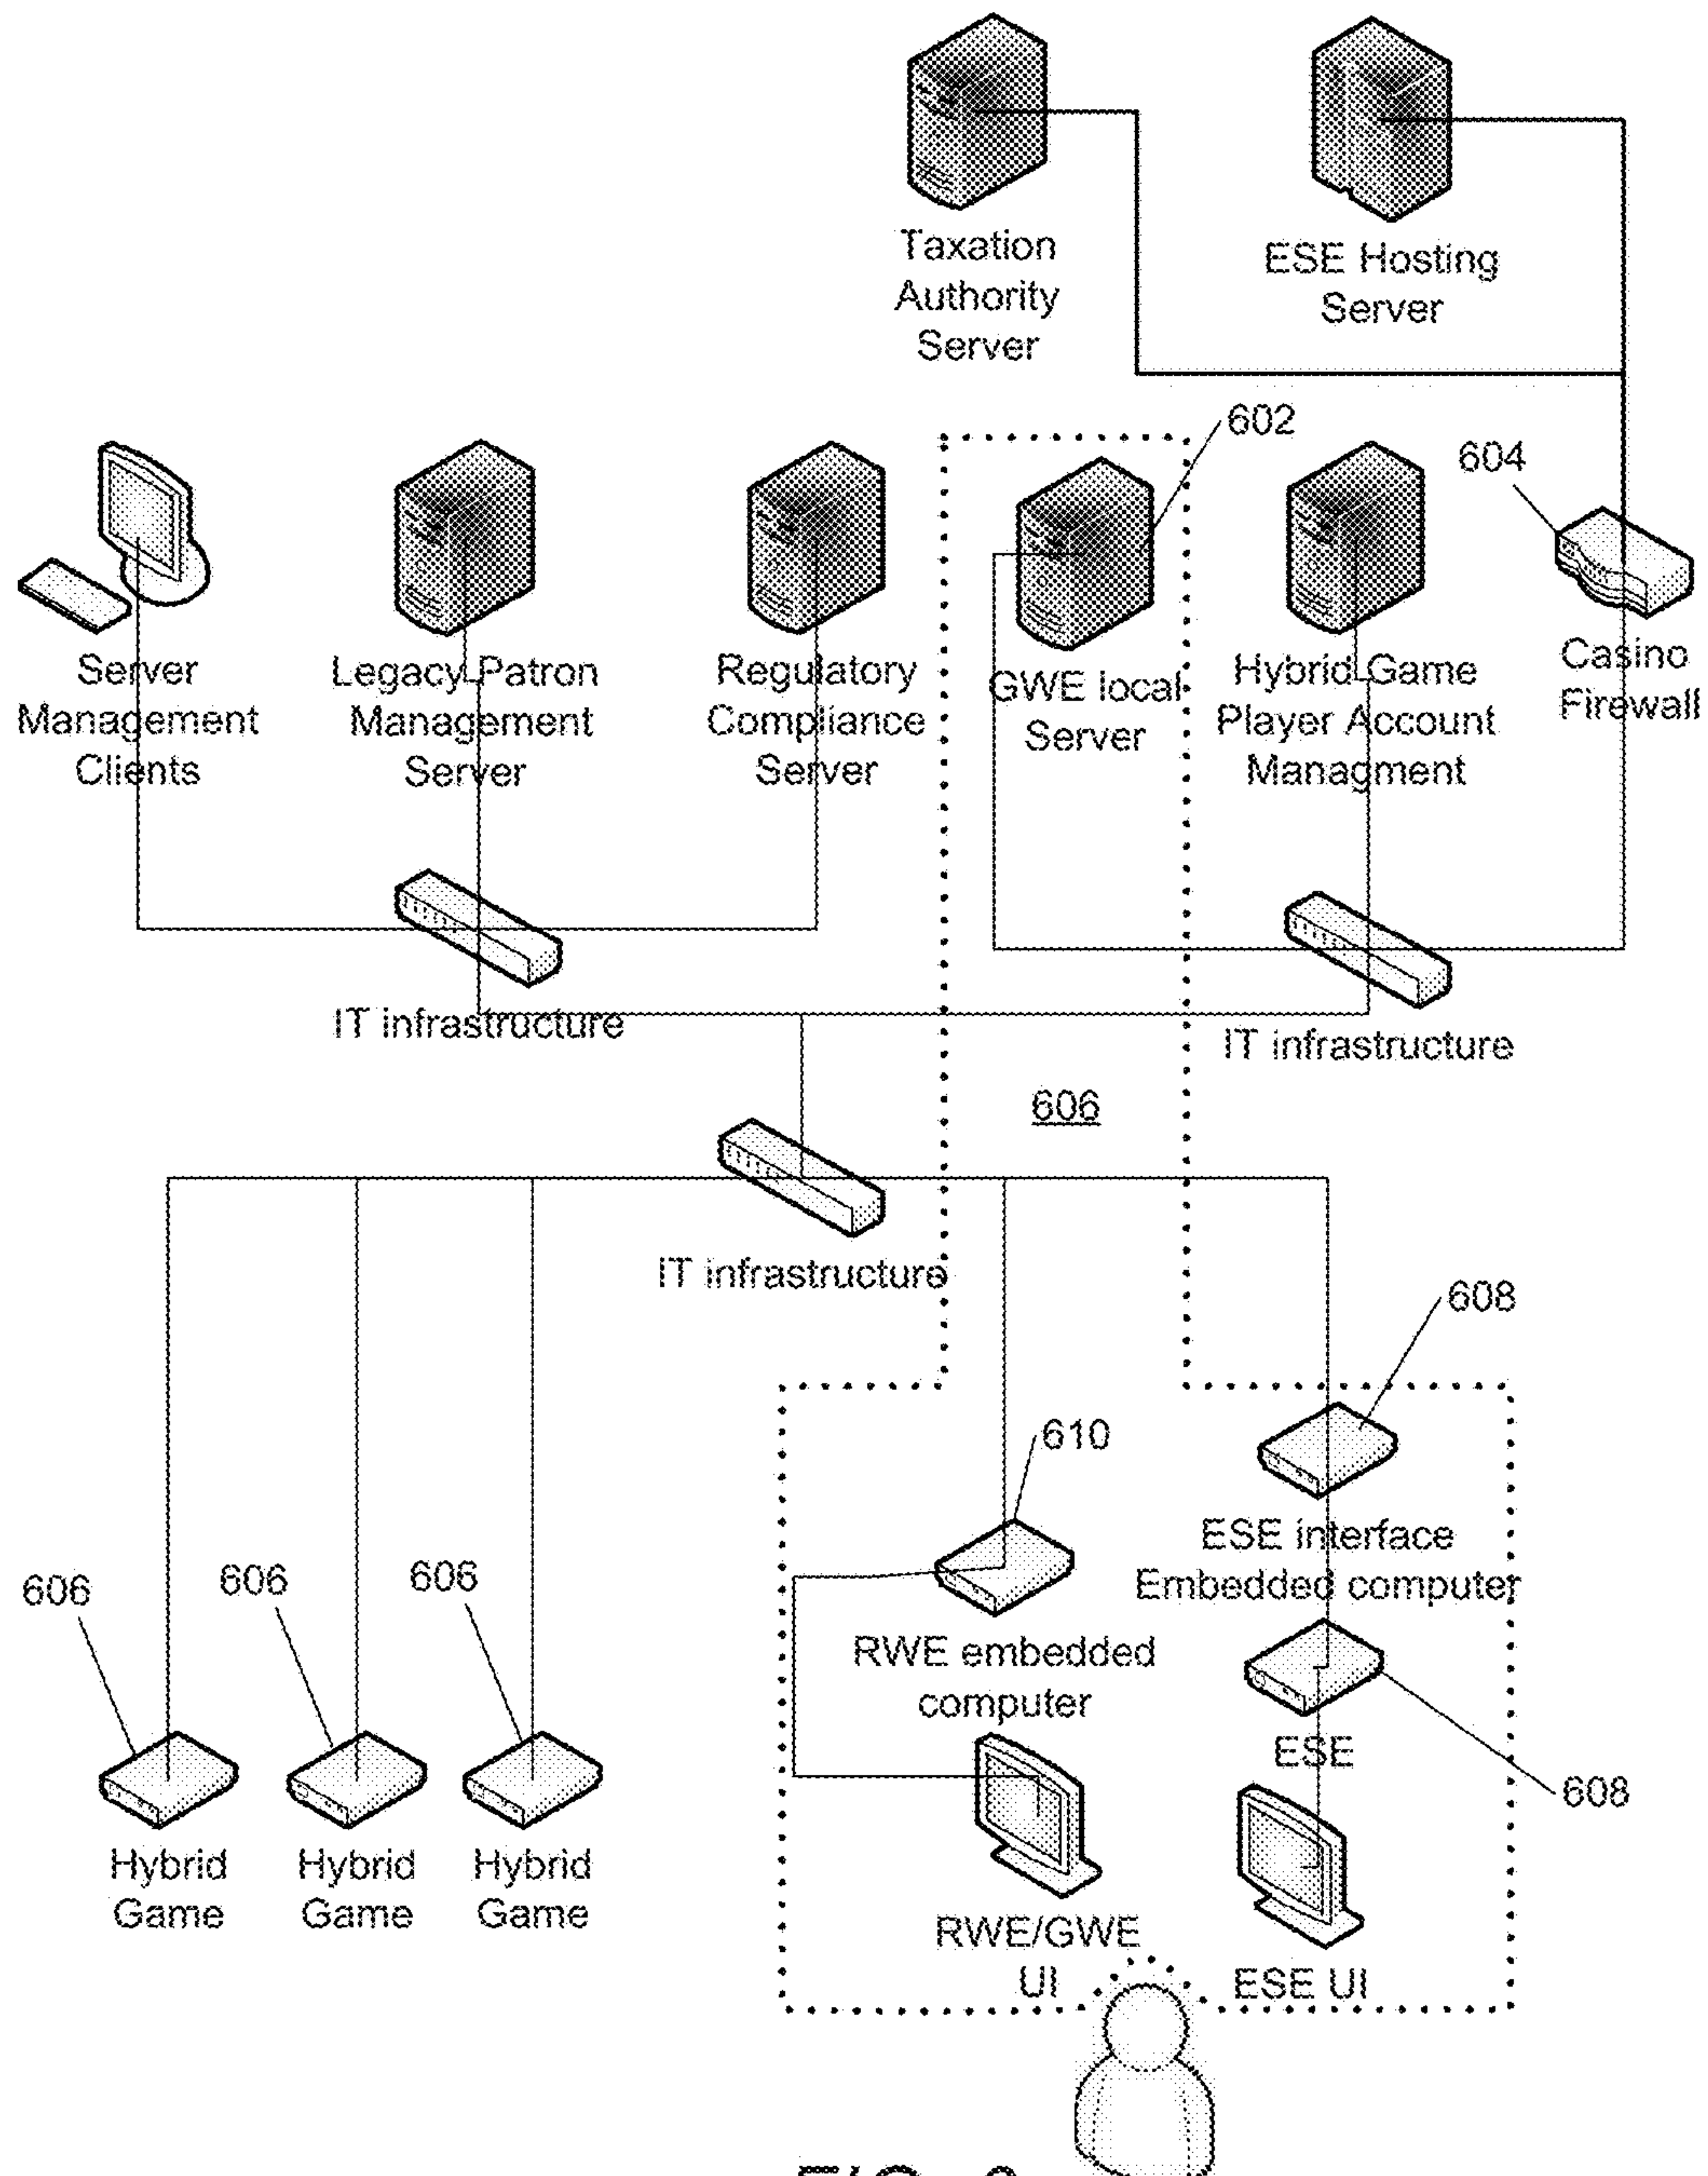 Taxation
Authority
Server
ESE Hosting
Server
602
604
Server
Management
Clients
Legacy Patron
Management
Server
Regulatory
Compliance
Server
GWE local
Server
Hybrid Game
Player Account
Managment
Casino
Firewall
IT infrastructure
IT infrastructure
606
IT infrastructure
608
610
ESE interface
Embedded computer
606
606
606
RWE embedded
computer
ESE
608
Hybrid
Game
Hybrid
Game
Hybrid
Game
RWE/GWE
UI
ESE UI